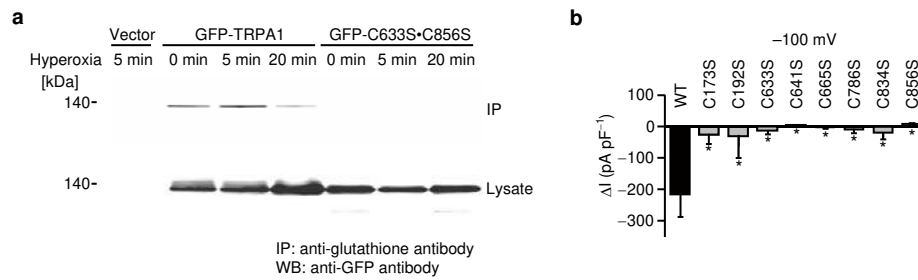 a
Vector GFP-TRPA1 GFP-C633S•C856S
Hyperoxia 5 min 0 min 5 min 20 min 0 min 5 min 20 min
[kDa]
140-
IP
140-
Lysate
IP: anti-glutathione antibody
WB: anti-GFP antibody
b
−100 mV
WT C173S C192S C633S C641S C665S C786S C834S C856S
100
0
−100
−200
−300
ΔI (pA pF⁻¹)
* * * * * * * *